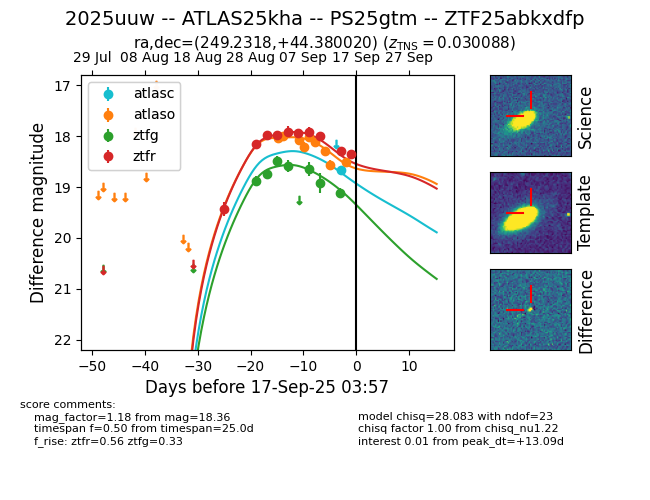 2025uuw -- ATLAS25kha -- PS25gtm -- ZTF25abkxdfp
ra,dec=(249.2318,+44.380020) (z_TNS = 0.030088)
29 Jul 08 Aug 18 Aug 28 Aug 07 Sep 17 Sep 27 Sep
atlasc
atlaso
ztfg
ztfr
17
18
19
20
21
22
Difference magnitude
−50 −40 −30 −20 −10 0 10
Days before 17-Sep-25 03:57
Science
Template
Difference
score comments:
mag_factor=1.18 from mag=18.36
timespan f=0.50 from timespan=25.0d
f_rise: ztfr=0.56 ztfg=0.33
model chisq=28.083 with ndof=23
chisq factor 1.00 from chisq_nu1.22
interest 0.01 from peak_dt=+13.09d